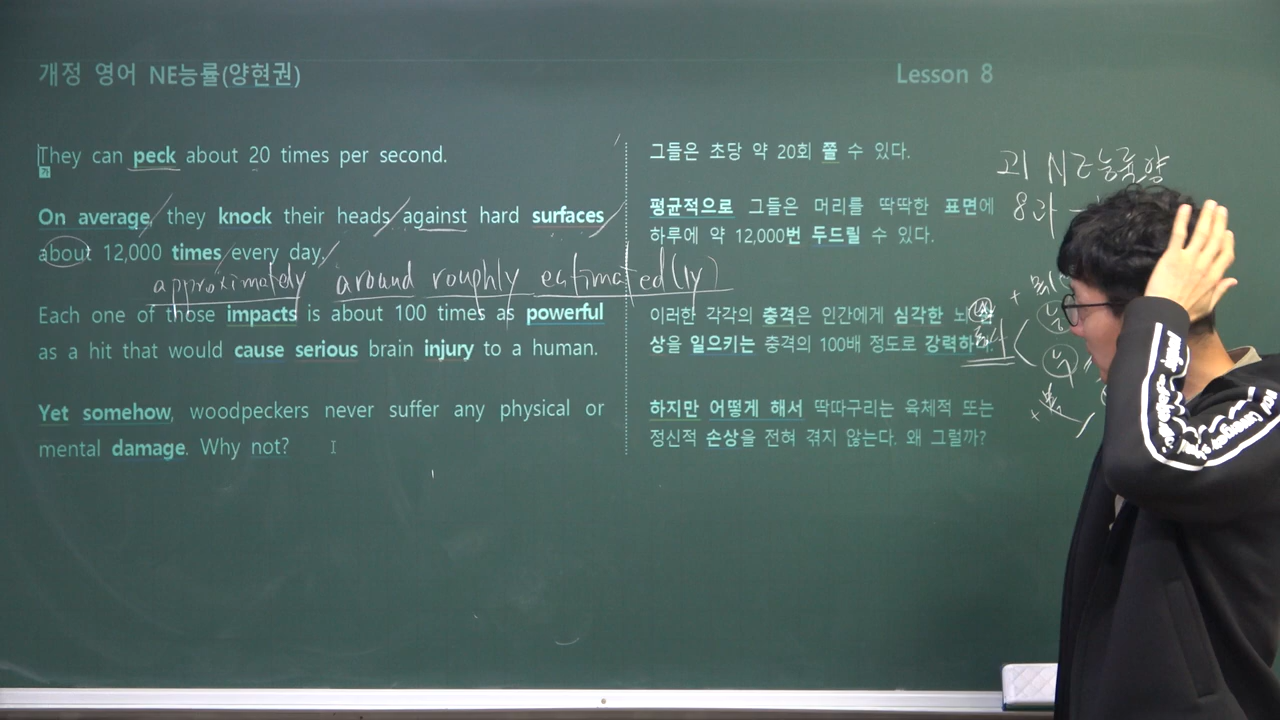 개정 영어 NE능률(양현권)
Lesson 8
They can peck about 20 times per second.
On average, they knock their heads against hard surfaces
about 12,000 times every day.
approximately around roughly estimated(ly)
Each one of those impacts is about 100 times as powerful
as a hit that would cause serious brain injury to a human.
Yet somehow, woodpeckers never suffer any physical or
mental damage. Why not?
그들은 초당 약 20회 쫄 수 있다.
평균적으로 그들은 머리를 딱딱한 표면에
하루에 약 12,000번 두드릴 수 있다.
이러한 각각의 충격은 인간에게 심각한 뇌
상을 일으키는 충격의 100배 정도로 강력하
하지만 어떻게 해서 딱따구리는 육체적 또는
정신적 손상을 전혀 겪지 않는다. 왜 그럴까?
고1 NE능률양
8과